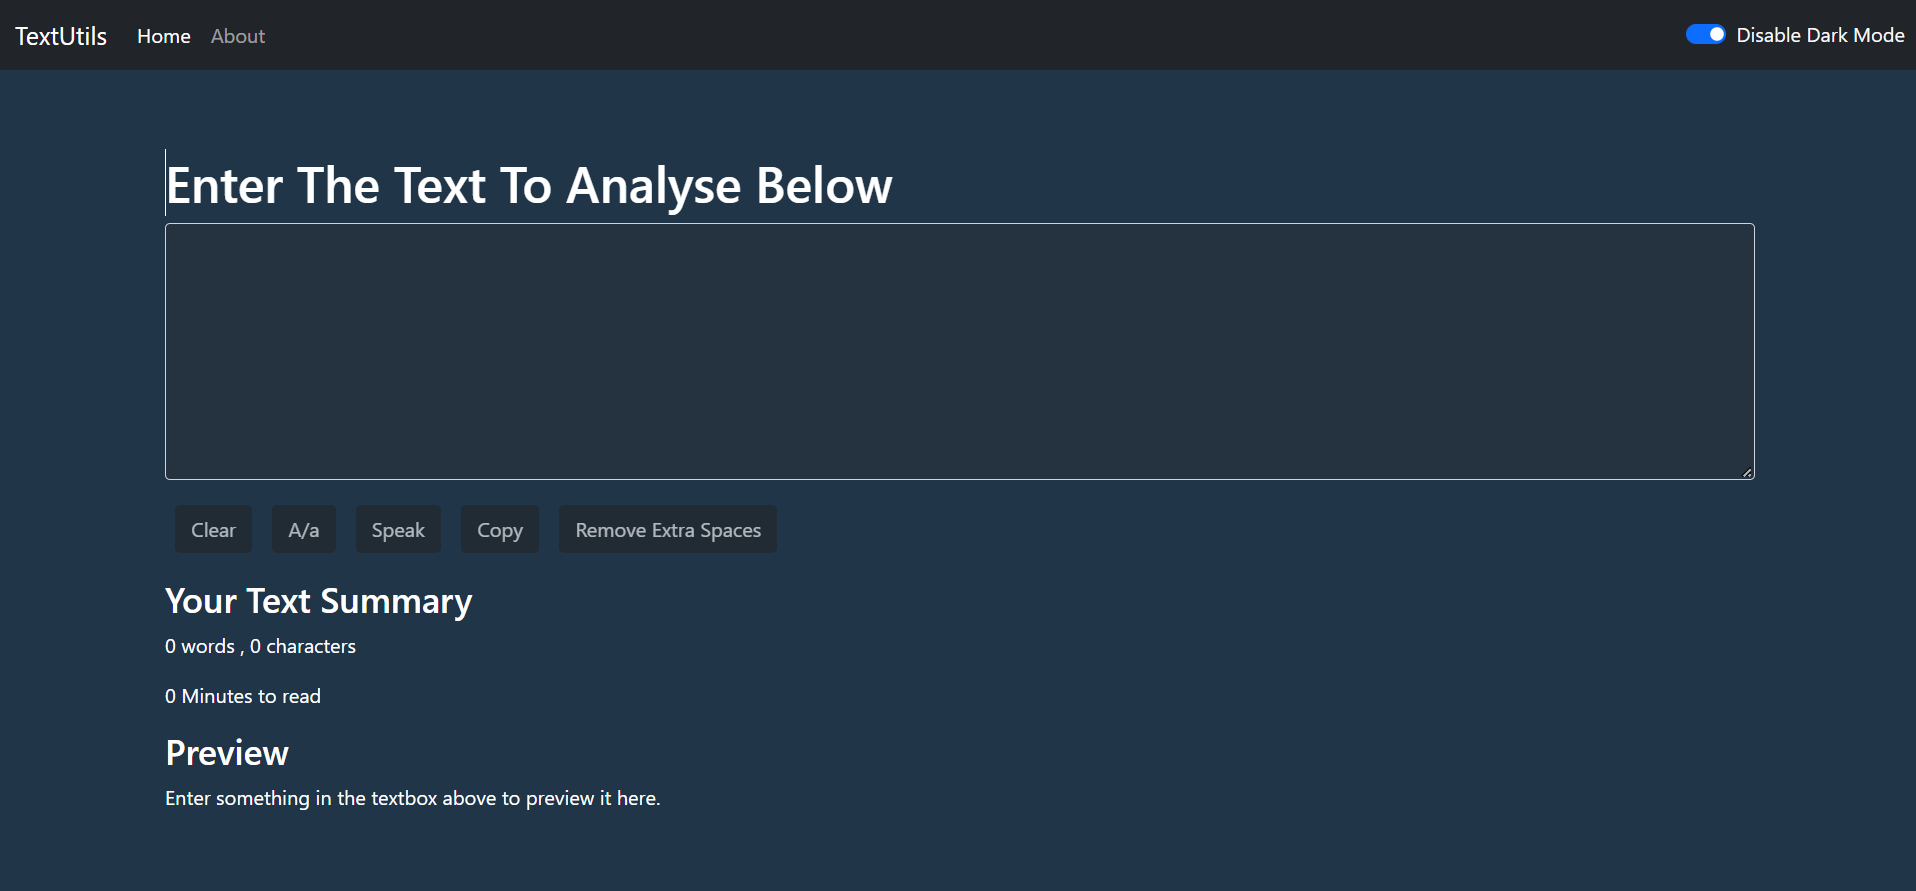 TextUtils Home About Disable Dark Mode
Enter The Text To Analyse Below
Clear A/a Speak Copy Remove Extra Spaces
Your Text Summary
0 words , 0 characters
0 Minutes to read
Preview
Enter something in the textbox above to preview it here.